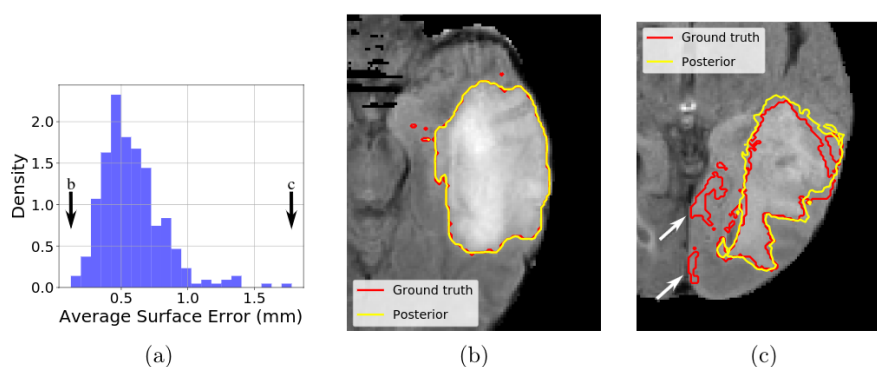 2.0
1.5
1.0
0.5
0.0
Density
b
c
0.5 1.0 1.5
Average Surface Error (mm)
(a)
Ground truth
Posterior
(b)
Ground truth
Posterior
(c)